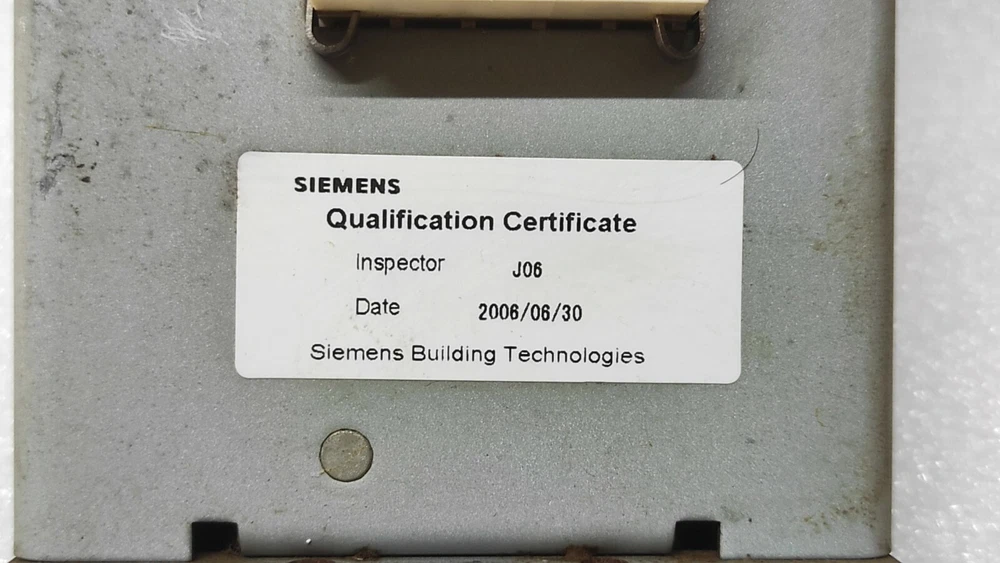 SIEMENS
Qualification Certificate
Inspector J06
Date 2006/06/30
Siemens Building Technologies